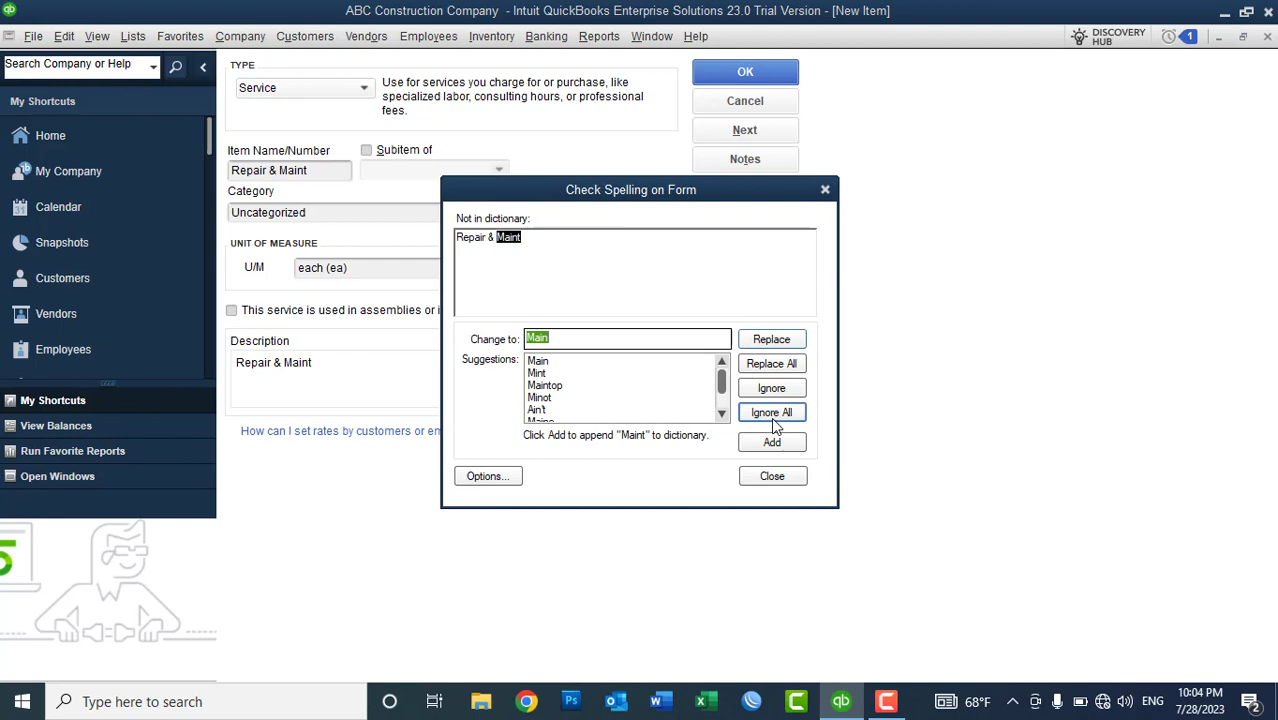 ABC Construction Company - Intuit QuickBooks Enterprise Solutions 23.0 Trial Version - [New Item]
File Edit View Lists Favorites Company Customers Vendors Employees Inventory Banking Reports Window Help
DISCOVERY
HUB
1
Search Company or Help
My Shortcuts
Home
My Company
Calendar
Snapshots
Customers
Vendors
Employees
My Shortcuts
View Balances
Run Favorite Reports
Open Windows
TYPE
Service
Use for services you charge for or purchase, like
specialized labor, consulting hours, or professional
fees.
OK
Cancel
Next
Notes
Item Name/Number
Subitem of
Repair & Maint
Category
Uncategorized
UNIT OF MEASURE
U/M
each (ea)
This service is used in assemblies or i
Description
Repair & Maint
How can I set rates by customers or em
Check Spelling on Form
Not in dictionary:
Repair & Maint
Change to:
Main
Suggestions:
Main
Mint
Maintop
Minot
Ain't
Replace
Replace All
Ignore
Ignore All
Add
Click Add to append "Maint" to dictionary.
Options...
Close
Type here to search
68°F
ENG
10:04 PM
7/28/2023
2